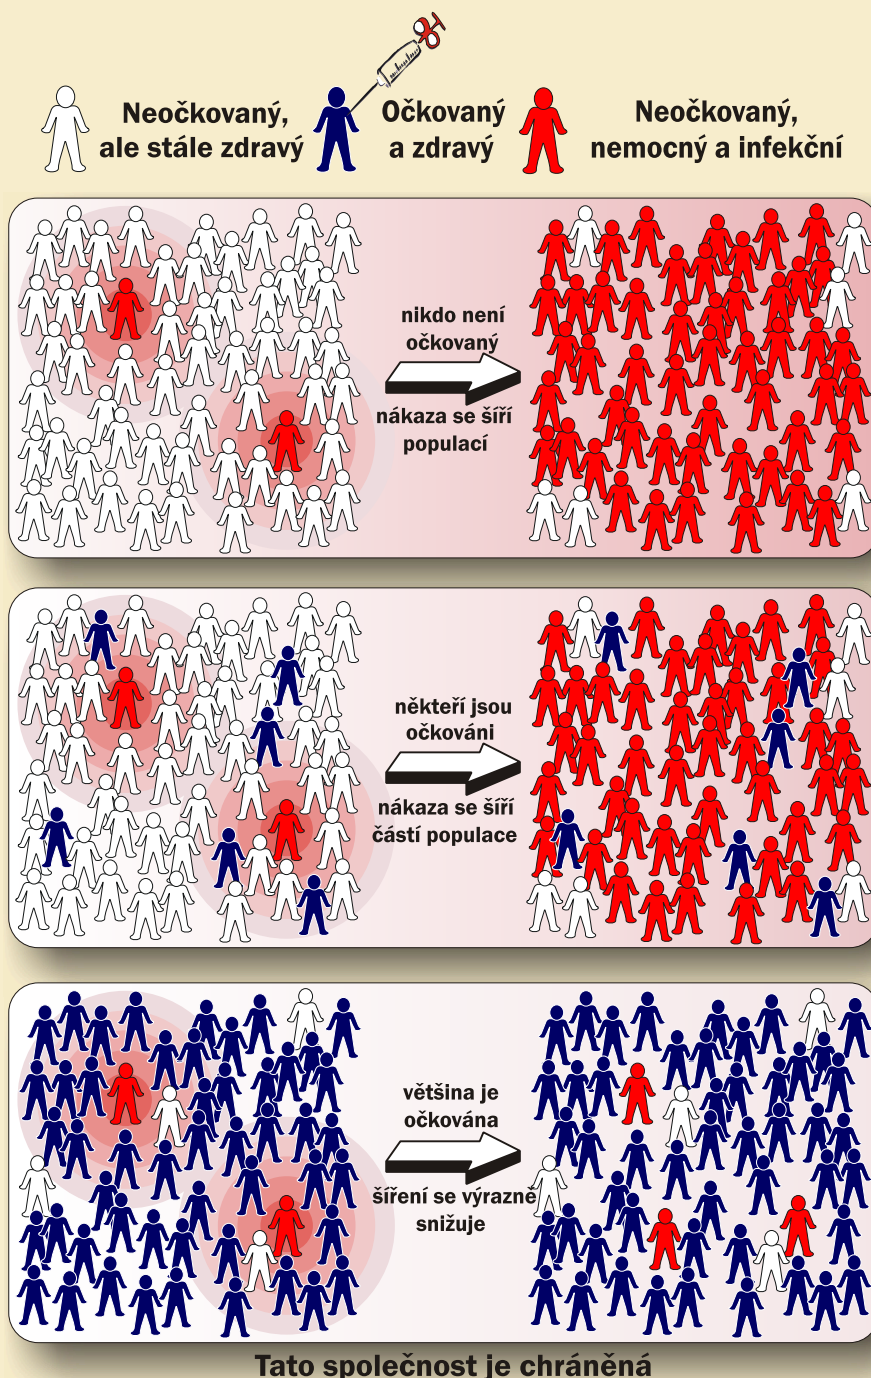 Neočkovaný,
ale stále zdravý
Očkovaný
a zdravý
Neočkovaný,
nemocný a infekční
nikdo není
očkovaný
nákaza se šíří
populací
někteří jsou
očkováni
nákaza se šíří
částí populace
většina je
očkována
šíření se výrazně
snižuje
Tato společnost je chráněná